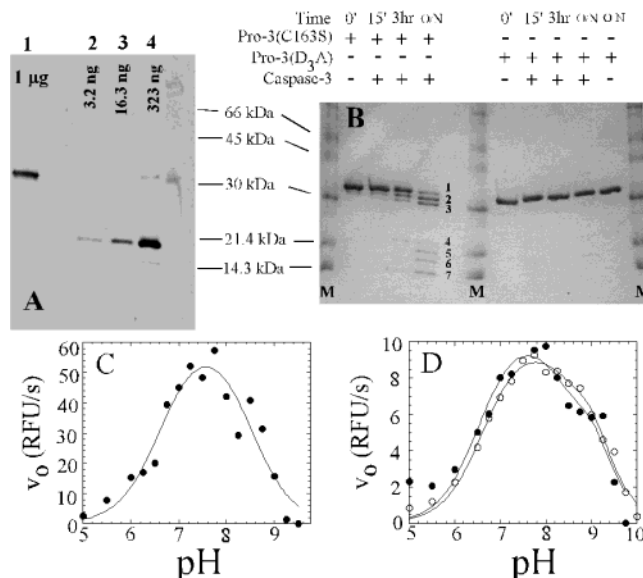 Time 0' 15' 3hr O/N 0' 15' 3hr O/N ON
Pro-3(C163S) + + + + - - - - -
Pro-3(D₃A) - - - - + + + + +
Caspase-3 - + + + - + + + -
1 2 3 4
1 µg 3.2 ng 16.3 ng 323 ng
66 kDa
45 kDa
30 kDa
21.4 kDa
14.3 kDa
A
B
1
2
3
4
5
6
7
M M M
C
60
50
40
30
20
10
0
v₀ (RFU/s)
5 6 7 8 9
pH
D
10
8
6
4
2
0
v₀ (RFU/s)
5 6 7 8 9 10
pH